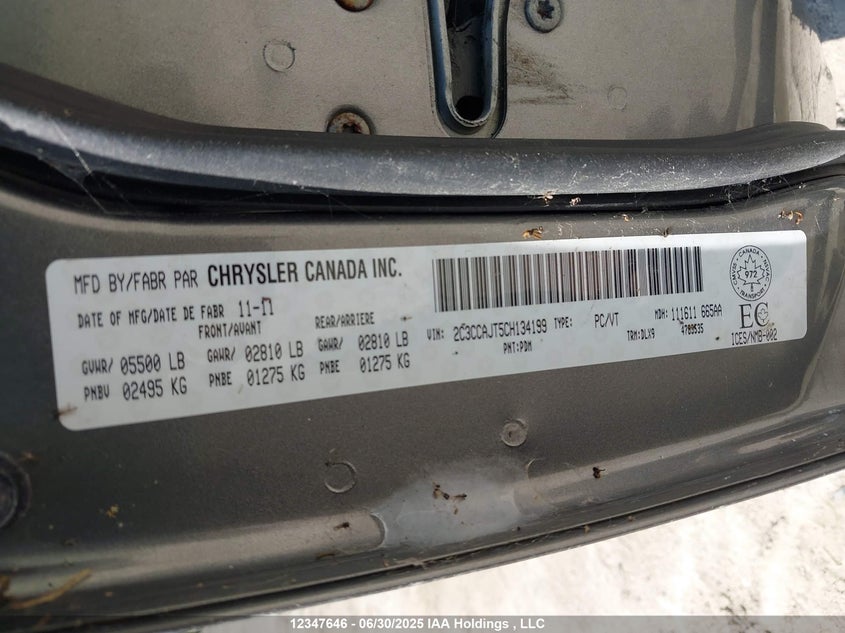 MFD BY/FABR PAR CHRYSLER CANADA INC.
DATE OF MFG/DATE DE FABR 11-11
FRONT/AVANT REAR/ARRIERE
GVWR/ 05500 LB GAWR/ 02810 LB GAWR/ 02810 LB
PNBV 02495 KG PNBE 01275 KG PNBE 01275 KG
VIN: 2C3CCAJT5CH134199 TYPE: PC/VT MDH: 111611 665AA
PNT:PDM TRM:DLX9
CANADA
972
TRANSPORT
EC
ICES/NMB-002
12347646 - 06/30/2025 IAA Holdings , LLC